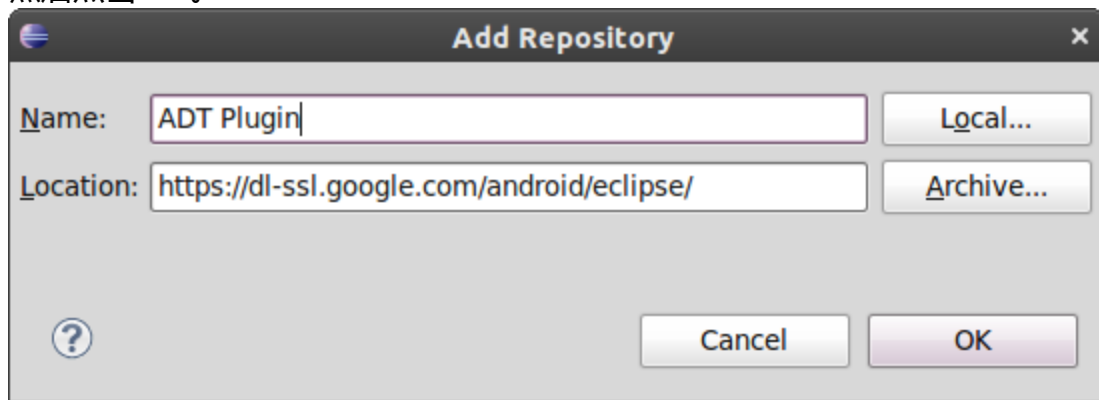 Add Repository
Name: ADT Plugin Local...
Location: https://dl-ssl.google.com/android/eclipse/ Archive...
Cancel OK